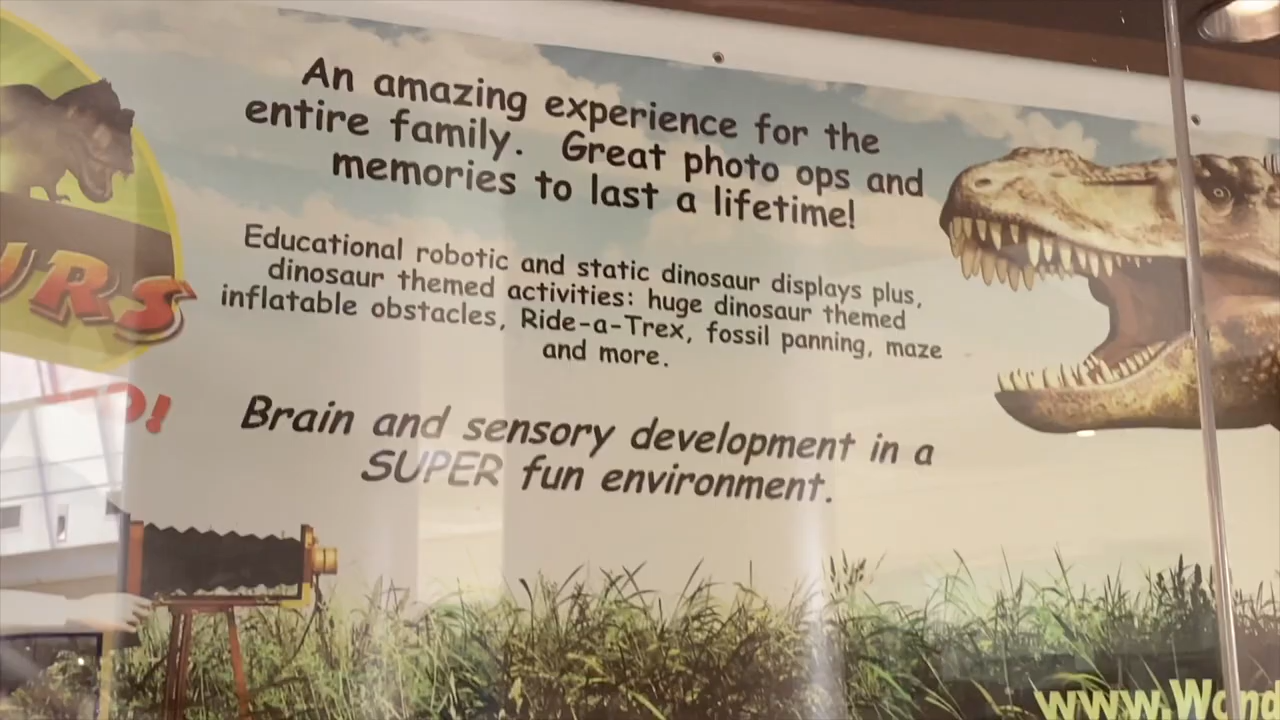 An amazing experience for the
entire family. Great photo ops and
memories to last a lifetime!
Educational robotic and static dinosaur displays plus,
dinosaur themed activities: huge dinosaur themed
inflatable obstacles, Ride-a-Trex, fossil panning, maze
and more.
Brain and sensory development in a
SUPER fun environment.